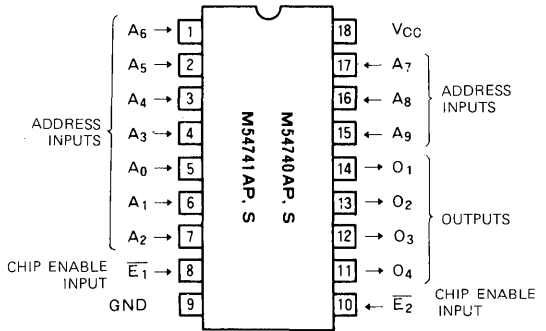 A6 → 1
A5 → 2
A4 → 3
A3 → 4
A0 → 5
A1 → 6
A2 → 7
E̅1 → 8
GND 9
ADDRESS
INPUTS
CHIP ENABLE
INPUT
M54741AP, S
M54740AP, S
18 VCC
17 ← A7
16 ← A8
15 ← A9
14 → O1
13 → O2
12 → O3
11 → O4
10 ← E̅2
ADDRESS
INPUTS
OUTPUTS
CHIP ENABLE
INPUT